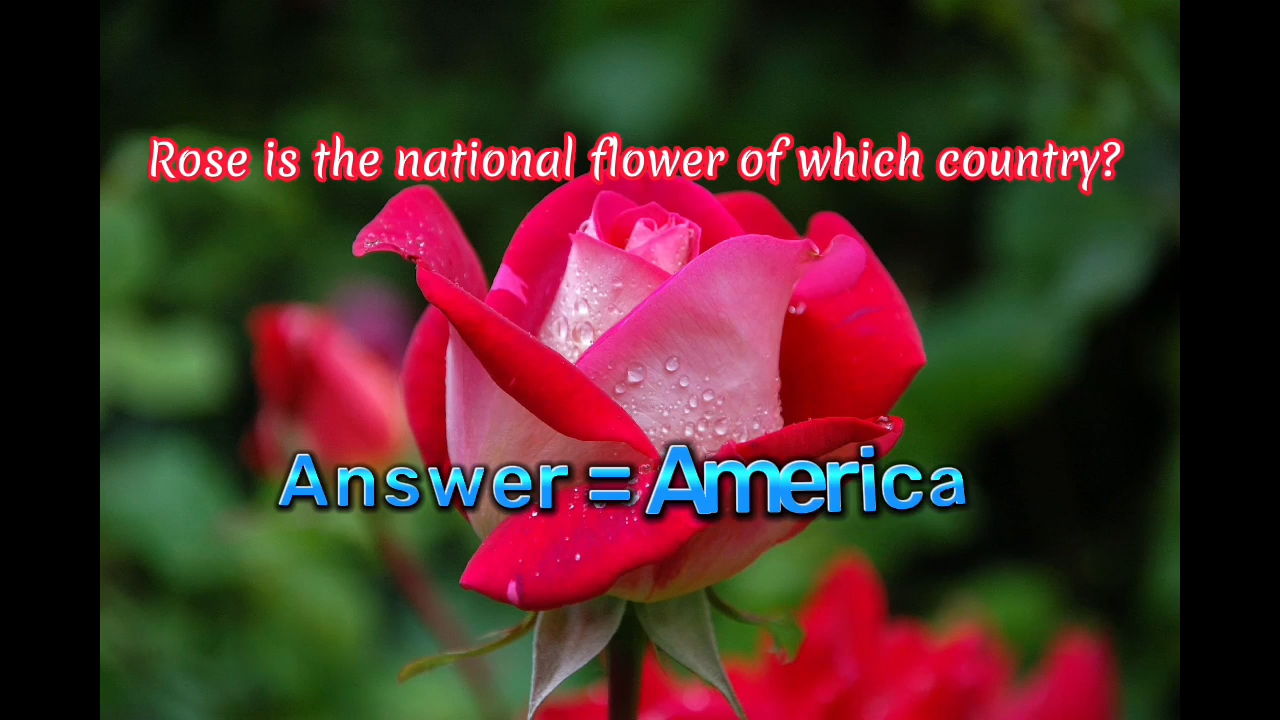 Rose is the national flower of which country?
Answer = America